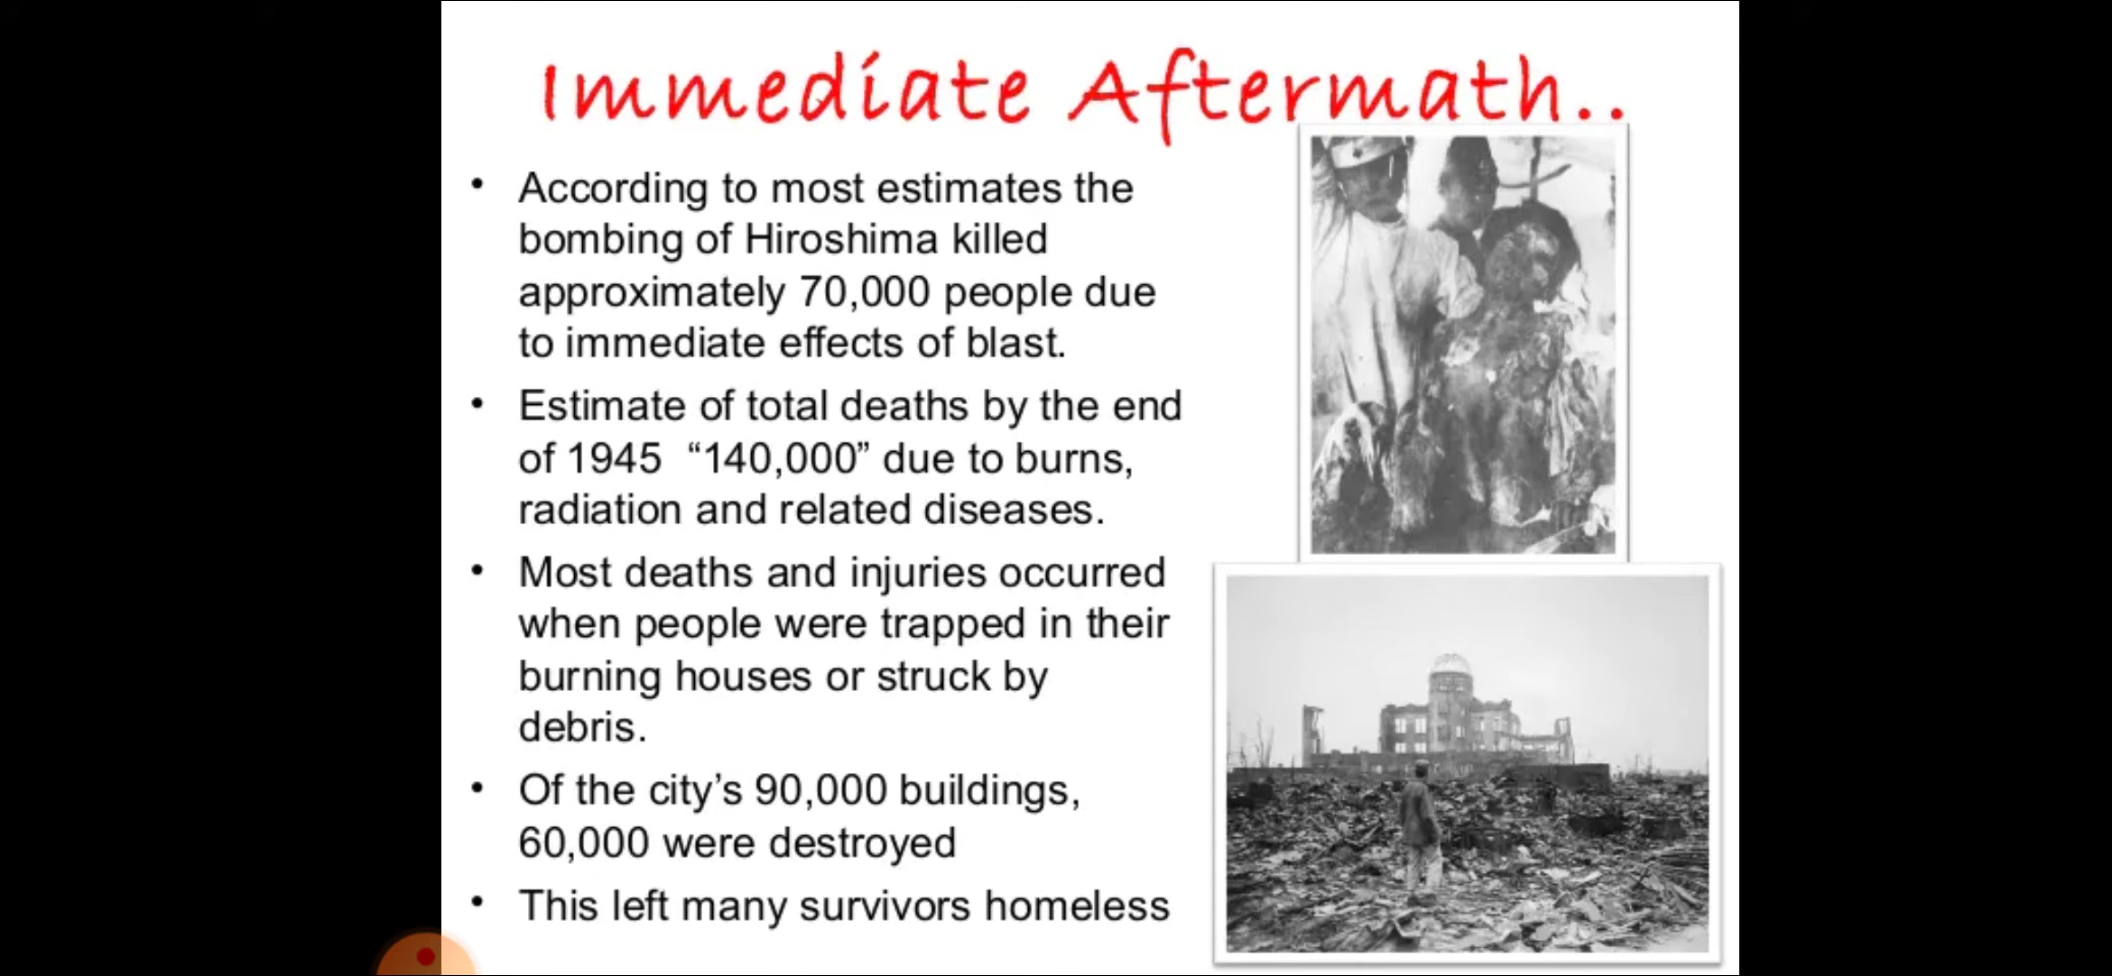 Immediate Aftermath..
• According to most estimates the
bombing of Hiroshima killed
approximately 70,000 people due
to immediate effects of blast.
• Estimate of total deaths by the end
of 1945 “140,000” due to burns,
radiation and related diseases.
• Most deaths and injuries occurred
when people were trapped in their
burning houses or struck by
debris.
• Of the city’s 90,000 buildings,
60,000 were destroyed
• This left many survivors homeless